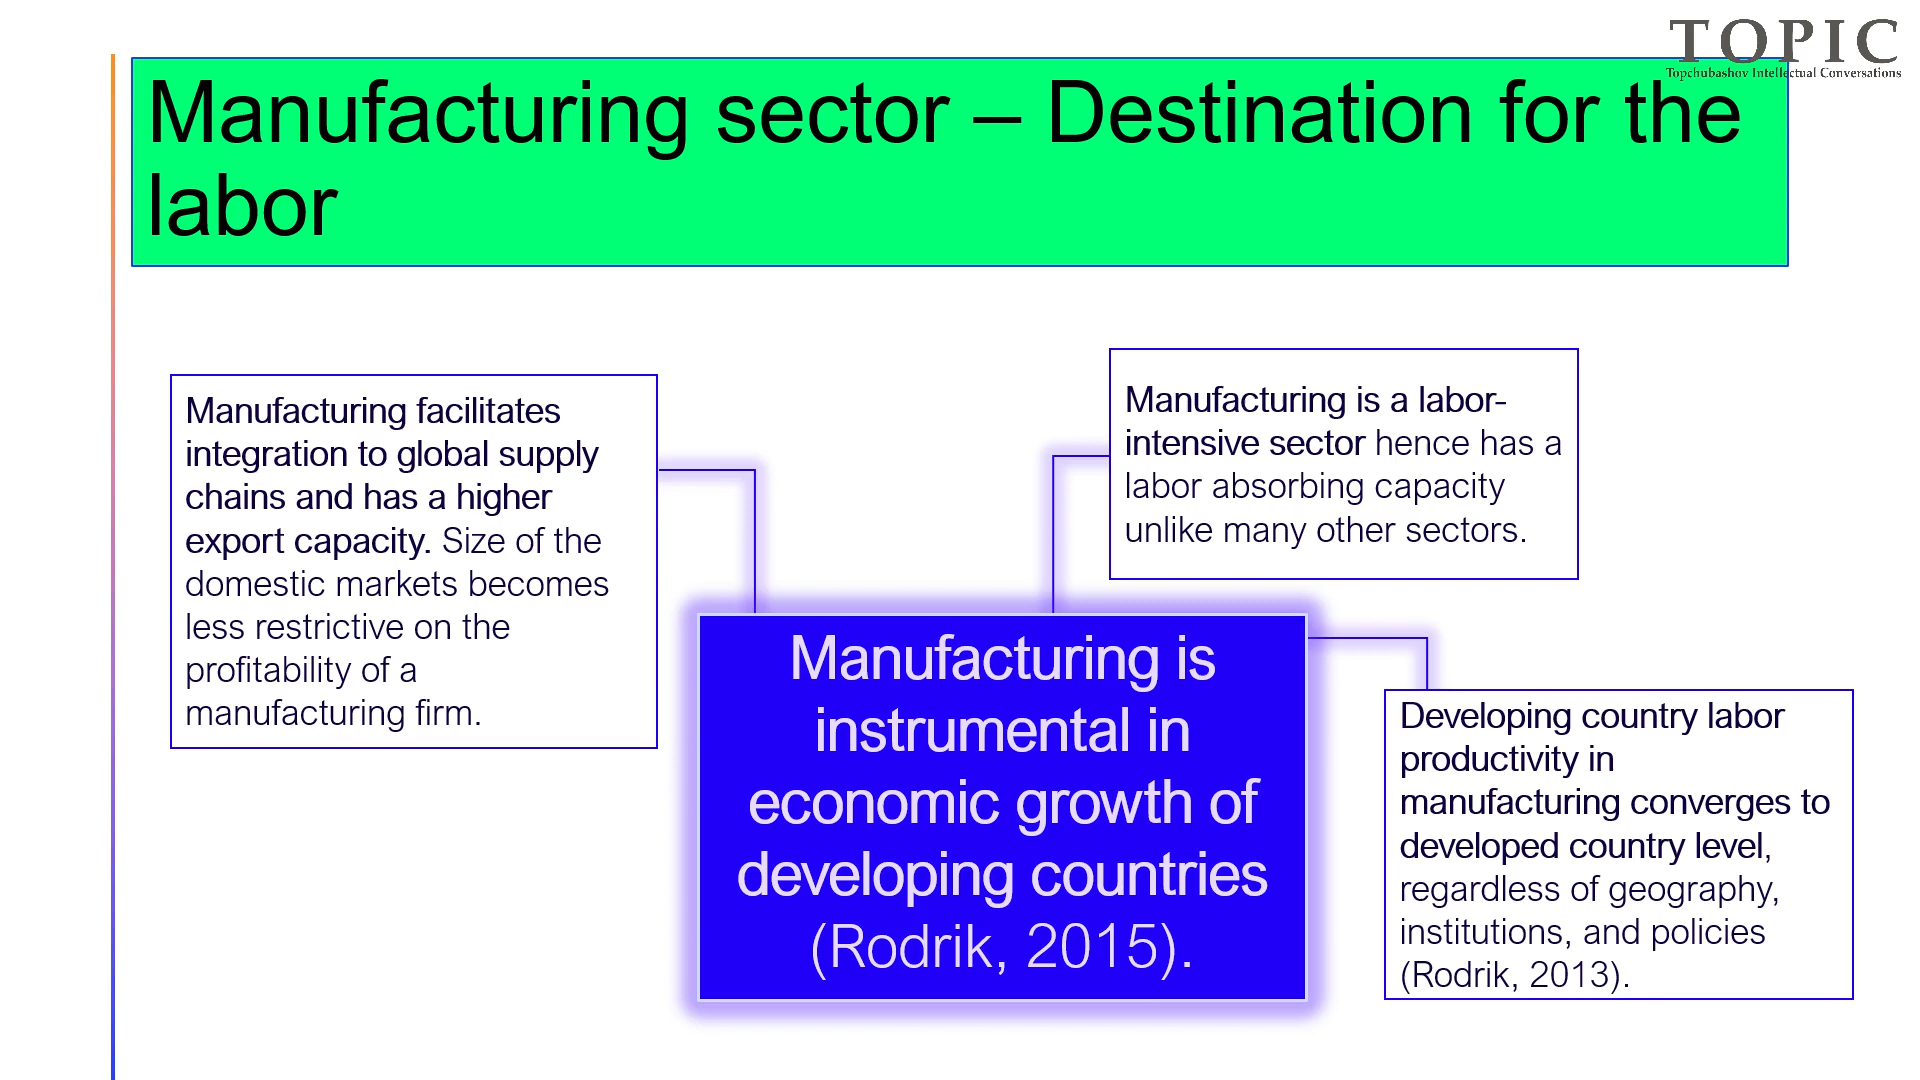 TOPIC
Topchubashov Intellectual Conversations
Manufacturing sector – Destination for the
labor
Manufacturing facilitates
integration to global supply
chains and has a higher
export capacity. Size of the
domestic markets becomes
less restrictive on the
profitability of a
manufacturing firm.
Manufacturing is a labor-
intensive sector hence has a
labor absorbing capacity
unlike many other sectors.
Manufacturing is
instrumental in
economic growth of
developing countries
(Rodrik, 2015).
Developing country labor
productivity in
manufacturing converges to
developed country level,
regardless of geography,
institutions, and policies
(Rodrik, 2013).